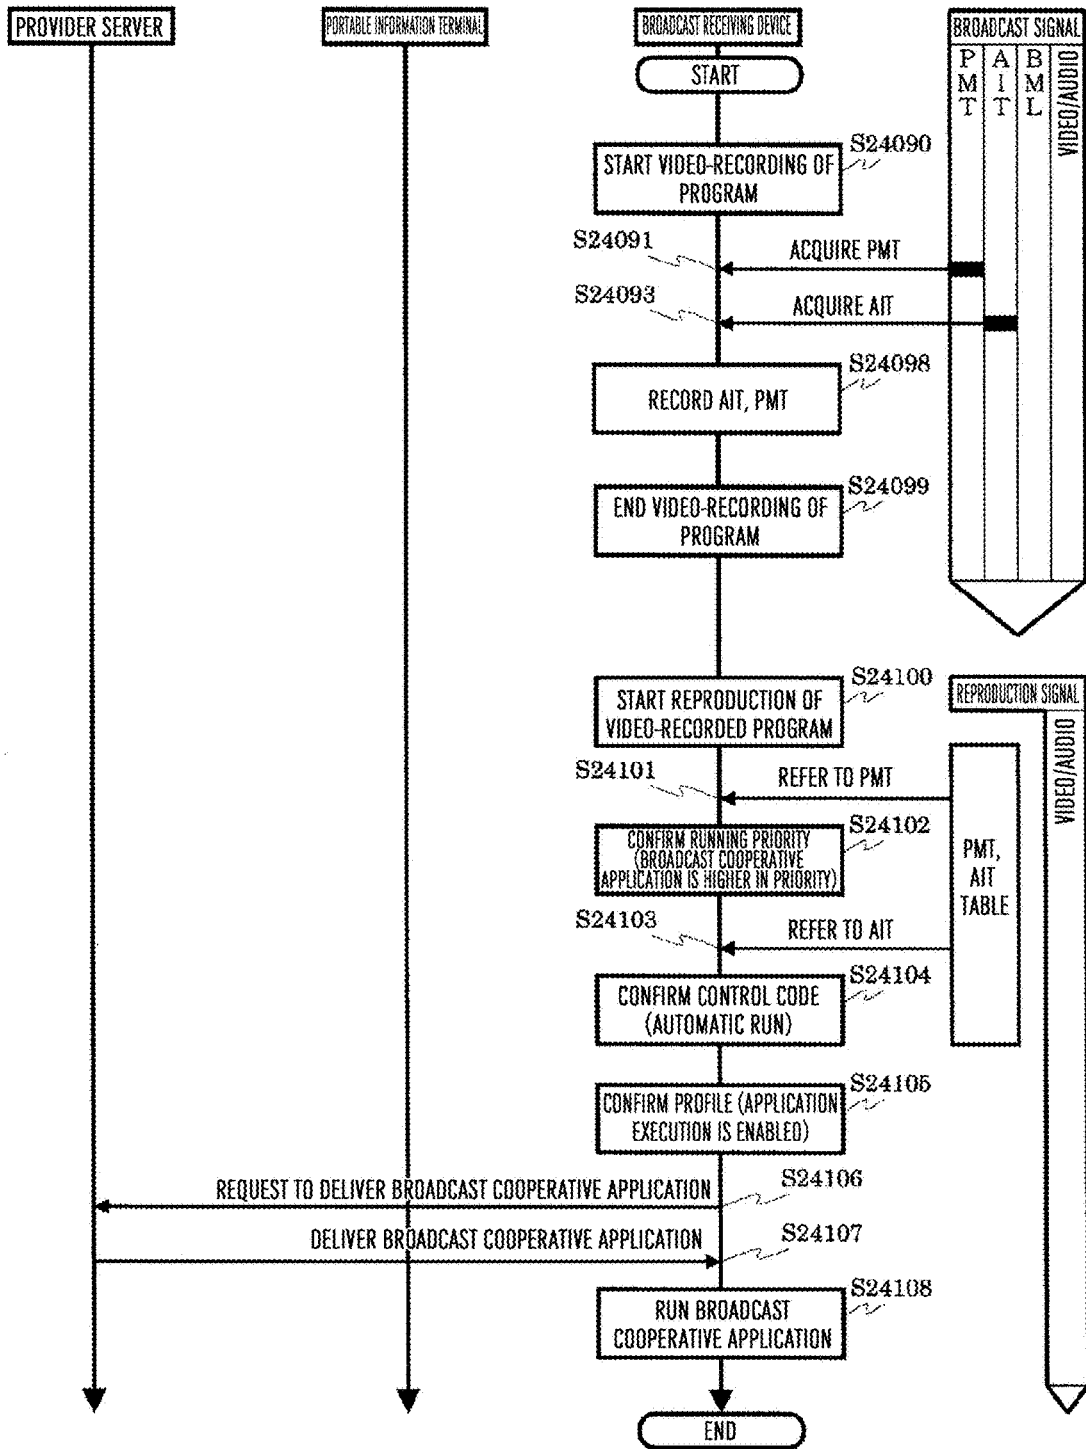 PROVIDER SERVER
PORTABLE INFORMATION TERMINAL
BROADCAST RECEIVING DEVICE
BROADCAST SIGNAL
PMT
AIT
BML
VIDEO/AUDIO
START
S24090
START VIDEO-RECORDING OF
PROGRAM
S24091
ACQUIRE PMT
S24093
ACQUIRE AIT
S24098
RECORD AIT, PMT
S24099
END VIDEO-RECORDING OF
PROGRAM
S24100
START REPRODUCTION OF
VIDEO-RECORDED PROGRAM
REPRODUCTION SIGNAL
VIDEO/AUDIO
S24101
REFER TO PMT
S24102
CONFIRM RUNNING PRIORITY
(BROADCAST COOPERATIVE
APPLICATION IS HIGHER IN PRIORITY)
PMT,
AIT
TABLE
S24103
REFER TO AIT
S24104
CONFIRM CONTROL CODE
(AUTOMATIC RUN)
S24105
CONFIRM PROFILE (APPLICATION
EXECUTION IS ENABLED)
S24106
REQUEST TO DELIVER BROADCAST COOPERATIVE APPLICATION
S24107
DELIVER BROADCAST COOPERATIVE APPLICATION
S24108
RUN BROADCAST
COOPERATIVE APPLICATION
END